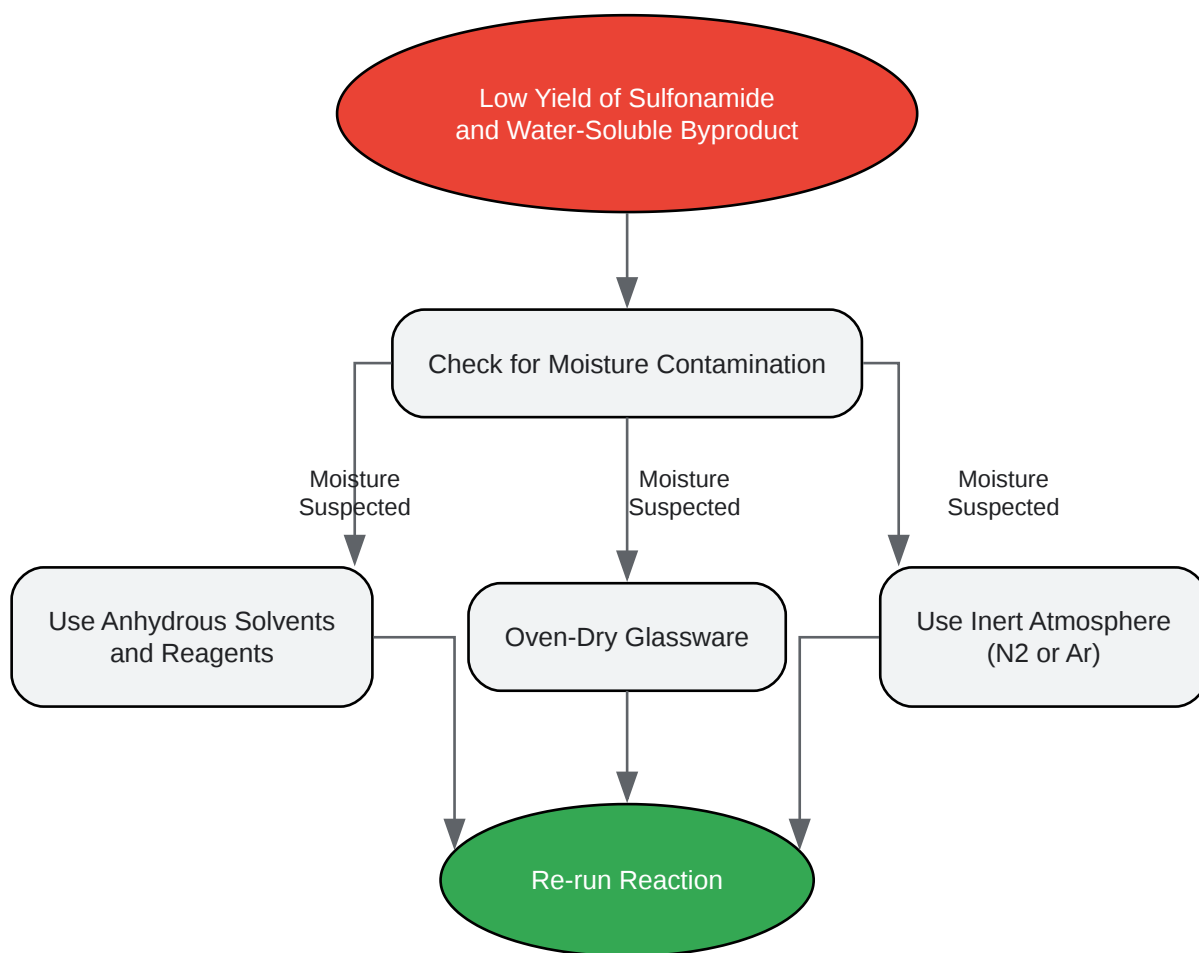 Low Yield of Sulfonamide
and Water-Soluble Byproduct
Check for Moisture Contamination
Moisture
Suspected
Moisture
Suspected
Moisture
Suspected
Use Anhydrous Solvents
and Reagents
Oven-Dry Glassware
Use Inert Atmosphere
(N2 or Ar)
Re-run Reaction